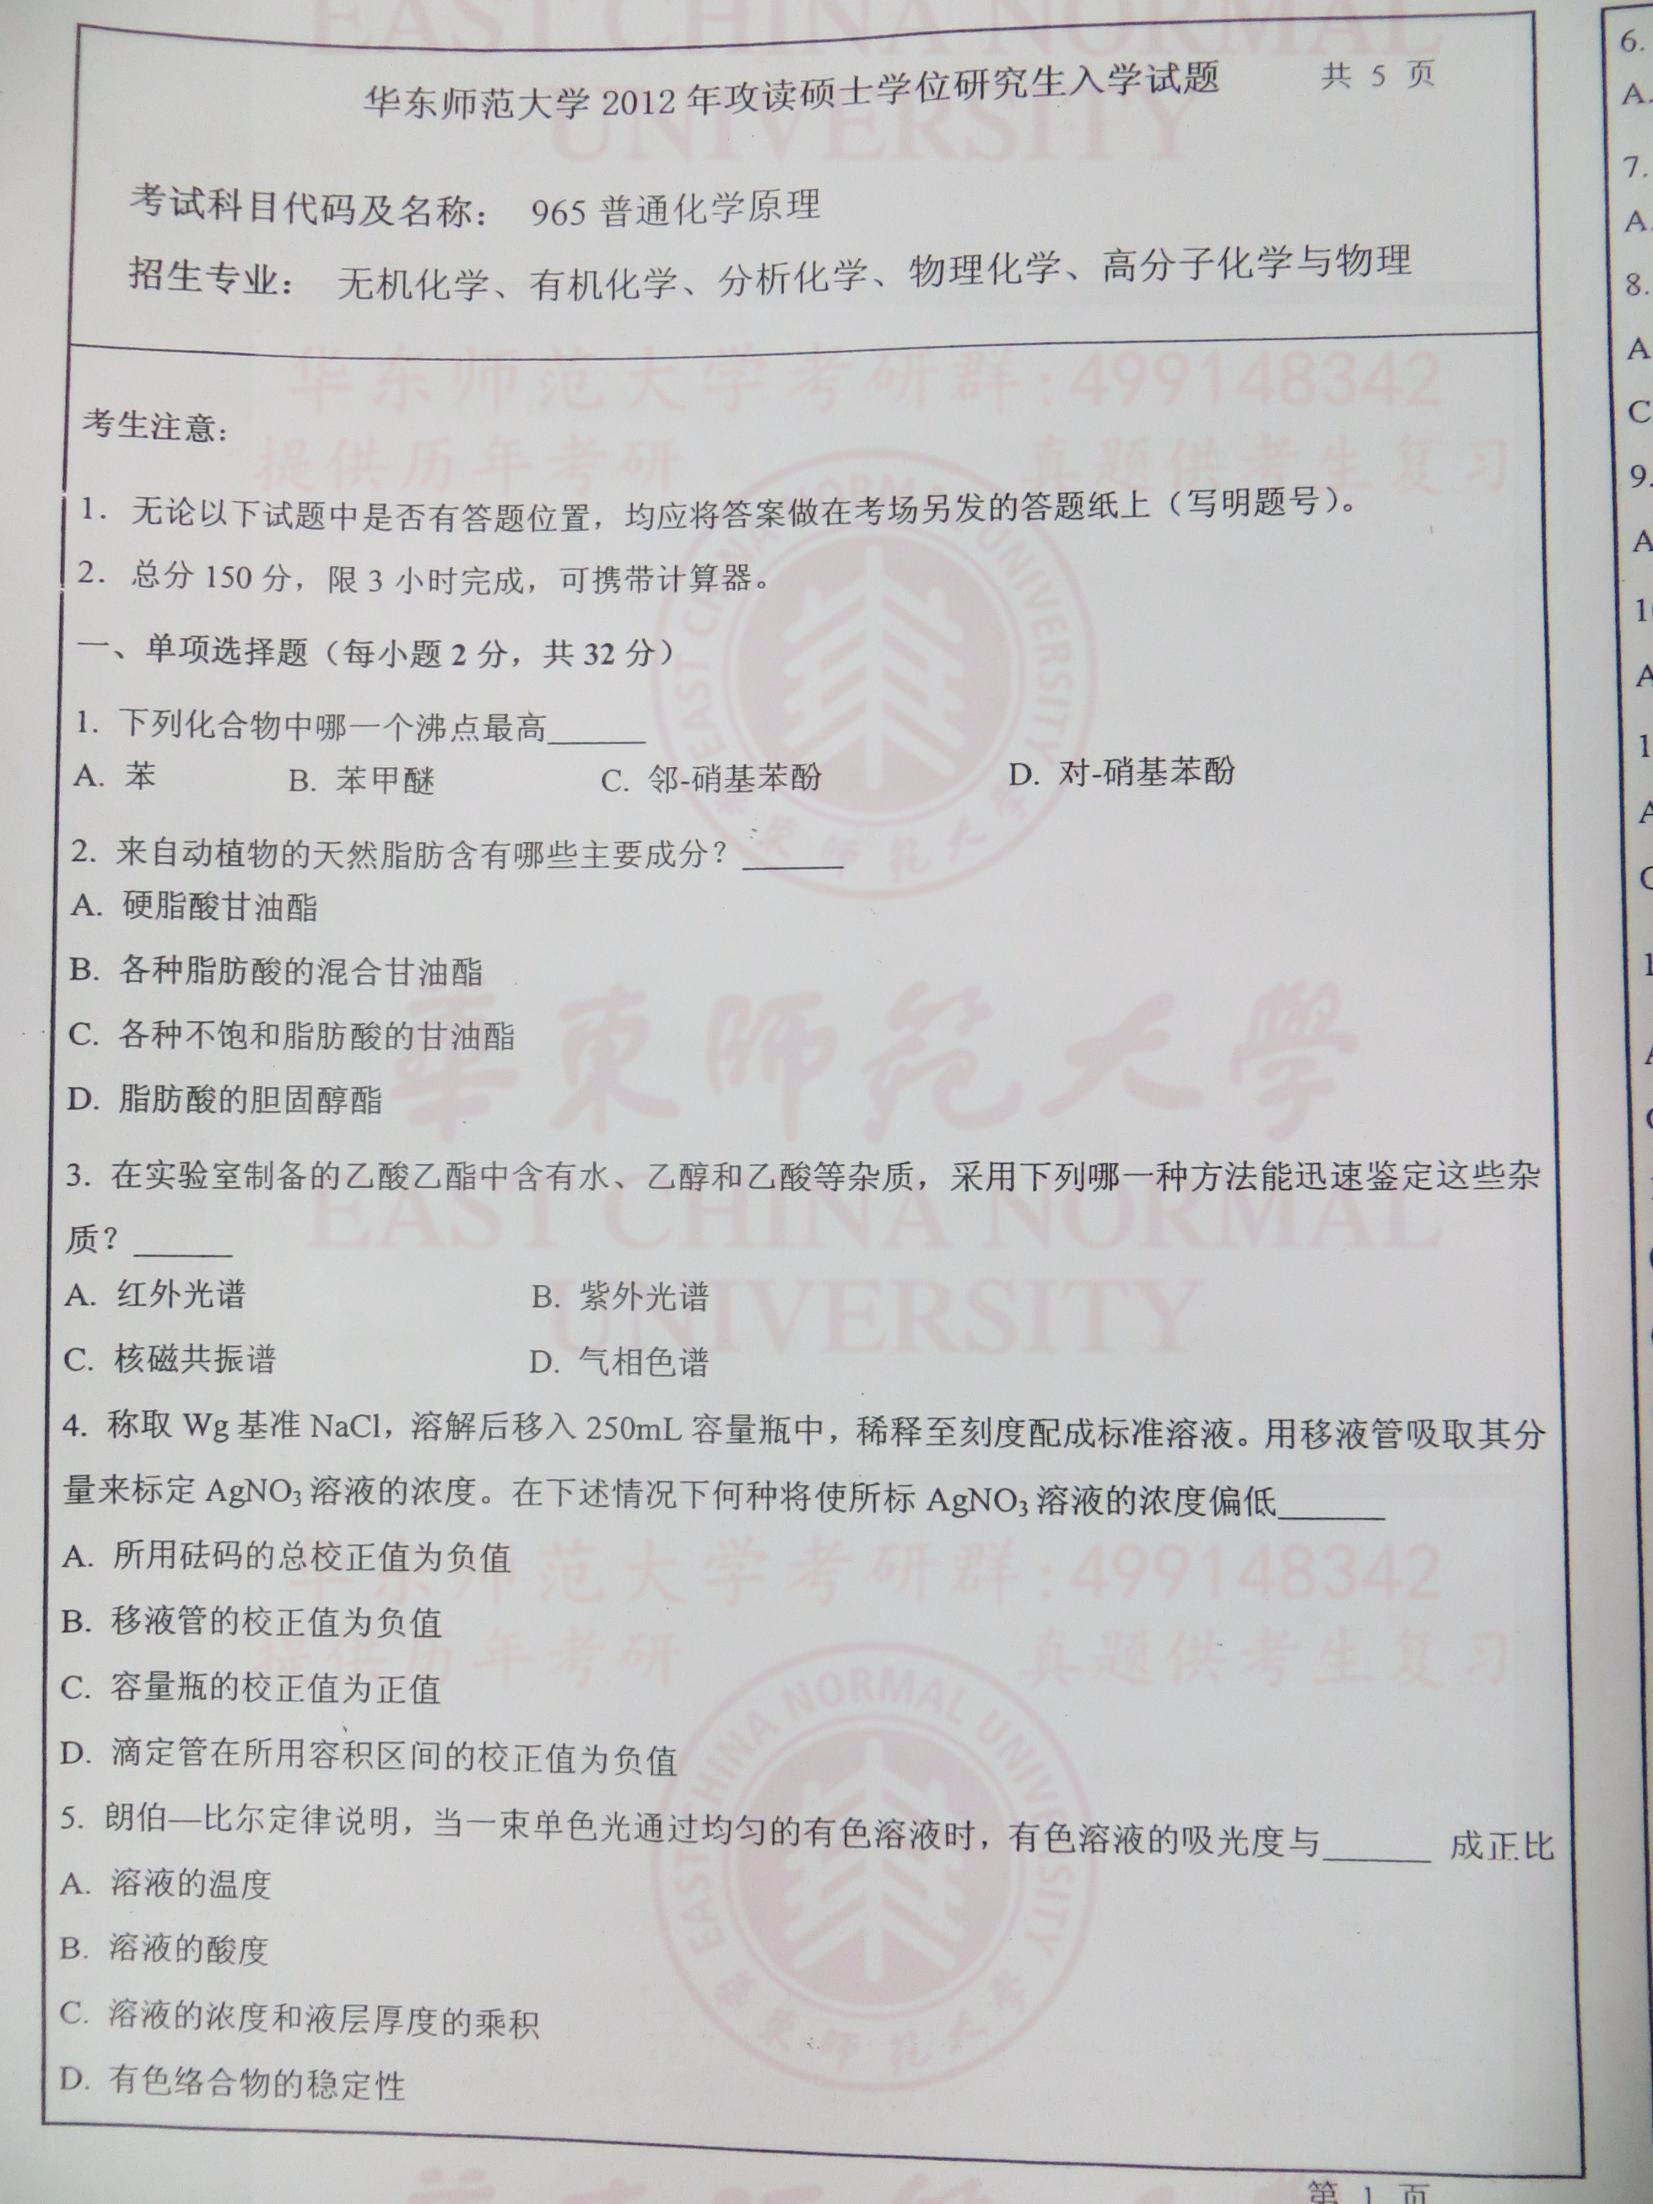 华东师范大学 2012 年攻读硕士学位研究生入学试题 共 5 页
考试科目代码及名称: 965 普通化学原理
招生专业: 无机化学、有机化学、分析化学、物理化学、高分子化学与物理
考生注意:
1. 无论以下试题中是否有答题位置,均应将答案做在考场另发的答题纸上(写明题号)。
2. 总分 150 分,限 3 小时完成,可携带计算器。
一、单项选择题(每小题 2 分,共 32 分)
1. 下列化合物中哪一个沸点最高______
A. 苯 B. 苯甲醚 C. 邻-硝基苯酚 D. 对-硝基苯酚
2. 来自动植物的天然脂肪含有哪些主要成分? ______
A. 硬脂酸甘油酯
B. 各种脂肪酸的混合甘油酯
C. 各种不饱和脂肪酸的甘油酯
D. 脂肪酸的胆固醇酯
3. 在实验室制备的乙酸乙酯中含有水、乙醇和乙酸等杂质,采用下列哪一种方法能迅速鉴定这些杂
质? ______
A. 红外光谱 B. 紫外光谱
C. 核磁共振谱 D. 气相色谱
4. 称取 Wg 基准 NaCl,溶解后移入 250mL 容量瓶中,稀释至刻度配成标准溶液。用移液管吸取其分
量来标定 AgNO₃ 溶液的浓度。在下述情况下何种将使所标 AgNO₃ 溶液的浓度偏低______
A. 所用砝码的总校正值为负值
B. 移液管的校正值为负值
C. 容量瓶的校正值为正值
D. 滴定管在所用容积区间的校正值为负值
5. 朗伯—比尔定律说明,当一束单色光通过均匀的有色溶液时,有色溶液的吸光度与______ 成正比
A. 溶液的温度
B. 溶液的酸度
C. 溶液的浓度和液层厚度的乘积
D. 有色络合物的稳定性
第 1 页
6.
A.
7.
A.
8.
A
C
9.
A
EAST CHINA NORMAL
UNIVERSITY
华东师范大学考研群:499148342
提供历年考研 真题供考生复习
EAST CHINA NORMAL UNIVERSITY
華東師范大學
華東師范大學
EAST CHINA NORMAL
UNIVERSITY
华东师范大学考研群:499148342
提供历年考研 真题供考生复习
EAST CHINA NORMAL UNIVERSITY
華東師范大學